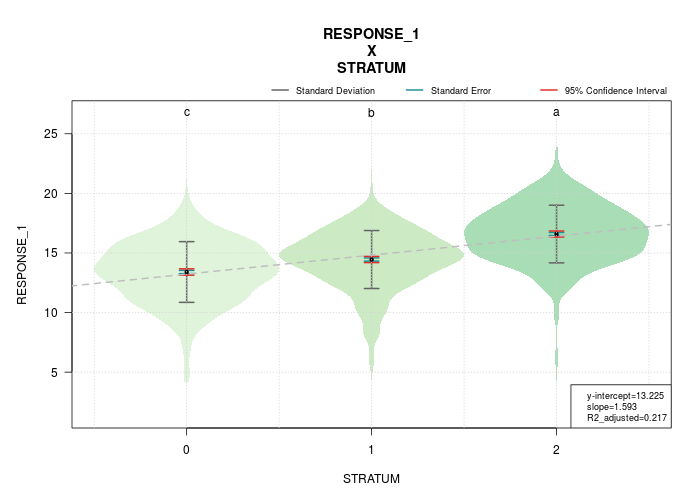 RESPONSE_1
X
STRATUM
Standard Deviation Standard Error 95% Confidence Interval
c b a
25
20
15
10
5
RESPONSE_1
y-intercept=13.225
slope=1.593
R2_adjusted=0.217
0 1 2
STRATUM